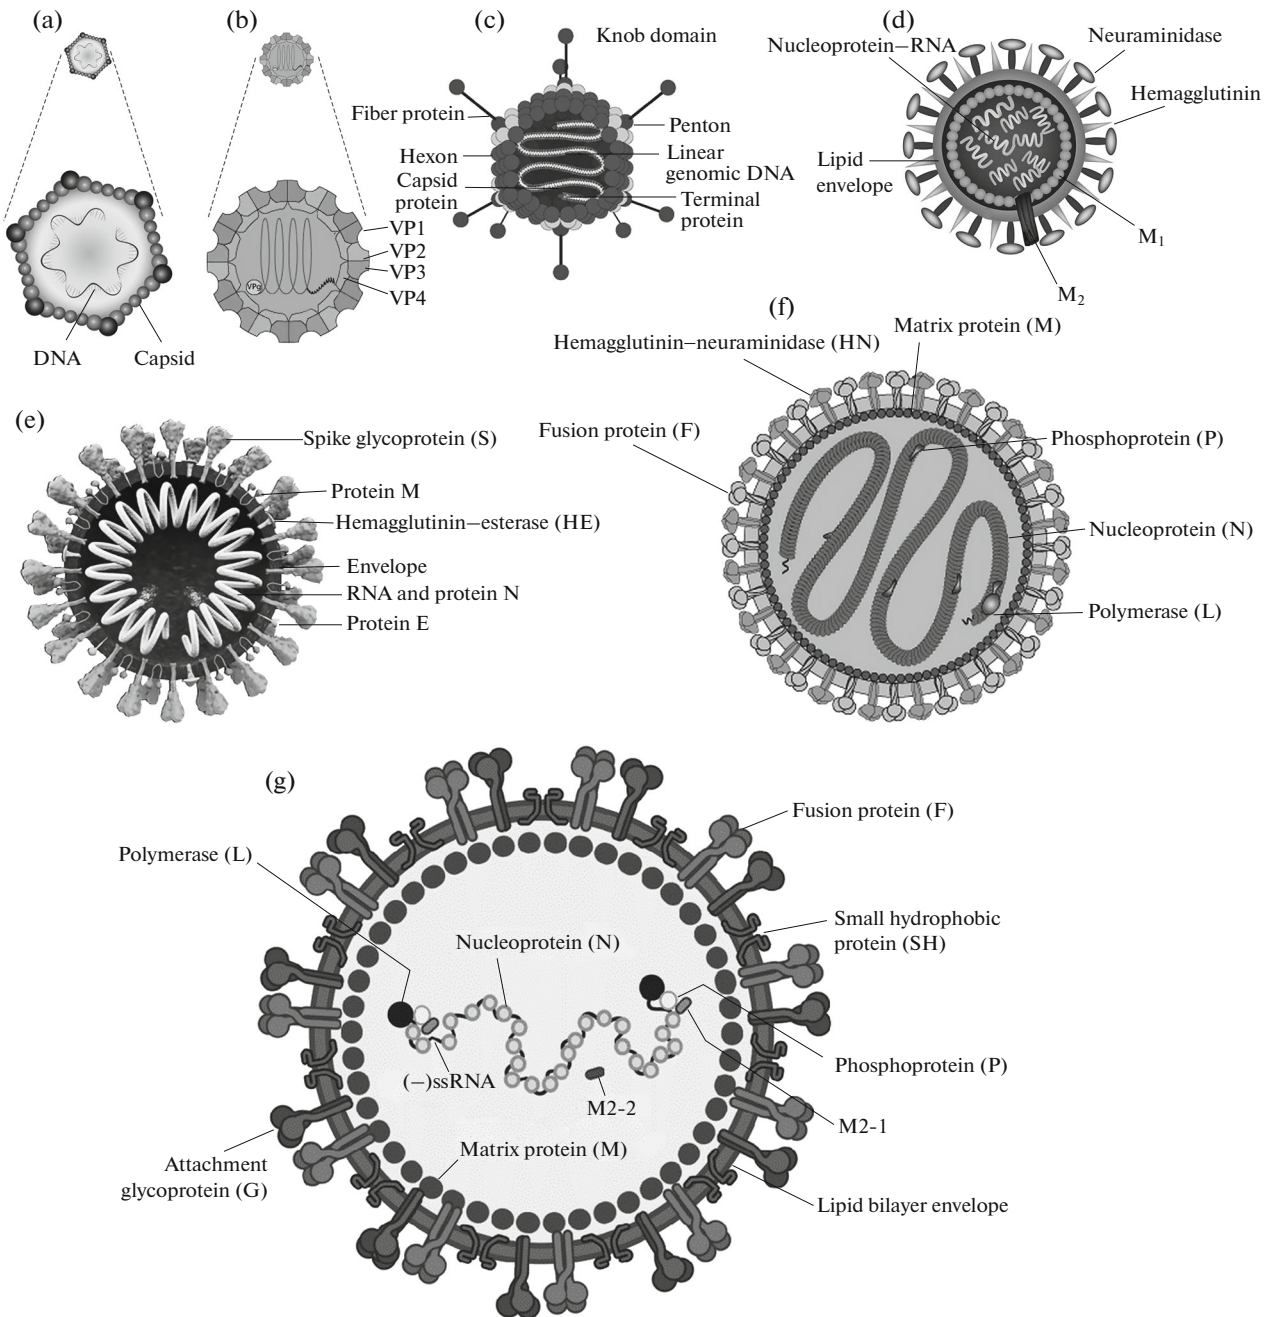 (a)
(b)
(c)
(d)
Knob domain
Fiber protein
Hexon
Capsid
protein
Penton
Linear
genomic DNA
Terminal
protein
Nucleoprotein–RNA
Neuraminidase
Hemagglutinin
Lipid
envelope
M1
M2
VP1
VP2
VP3
VP4
VPg
DNA
Capsid
(e)
Spike glycoprotein (S)
Protein M
Hemagglutinin–esterase (HE)
Envelope
RNA and protein N
Protein E
(f)
Matrix protein (M)
Hemagglutinin–neuraminidase (HN)
Fusion protein (F)
Phosphoprotein (P)
Nucleoprotein (N)
Polymerase (L)
(g)
Fusion protein (F)
Polymerase (L)
Small hydrophobic
protein (SH)
Nucleoprotein (N)
(−)ssRNA
M2-2
Phosphoprotein (P)
M2-1
Matrix protein (M)
Attachment
glycoprotein (G)
Lipid bilayer envelope